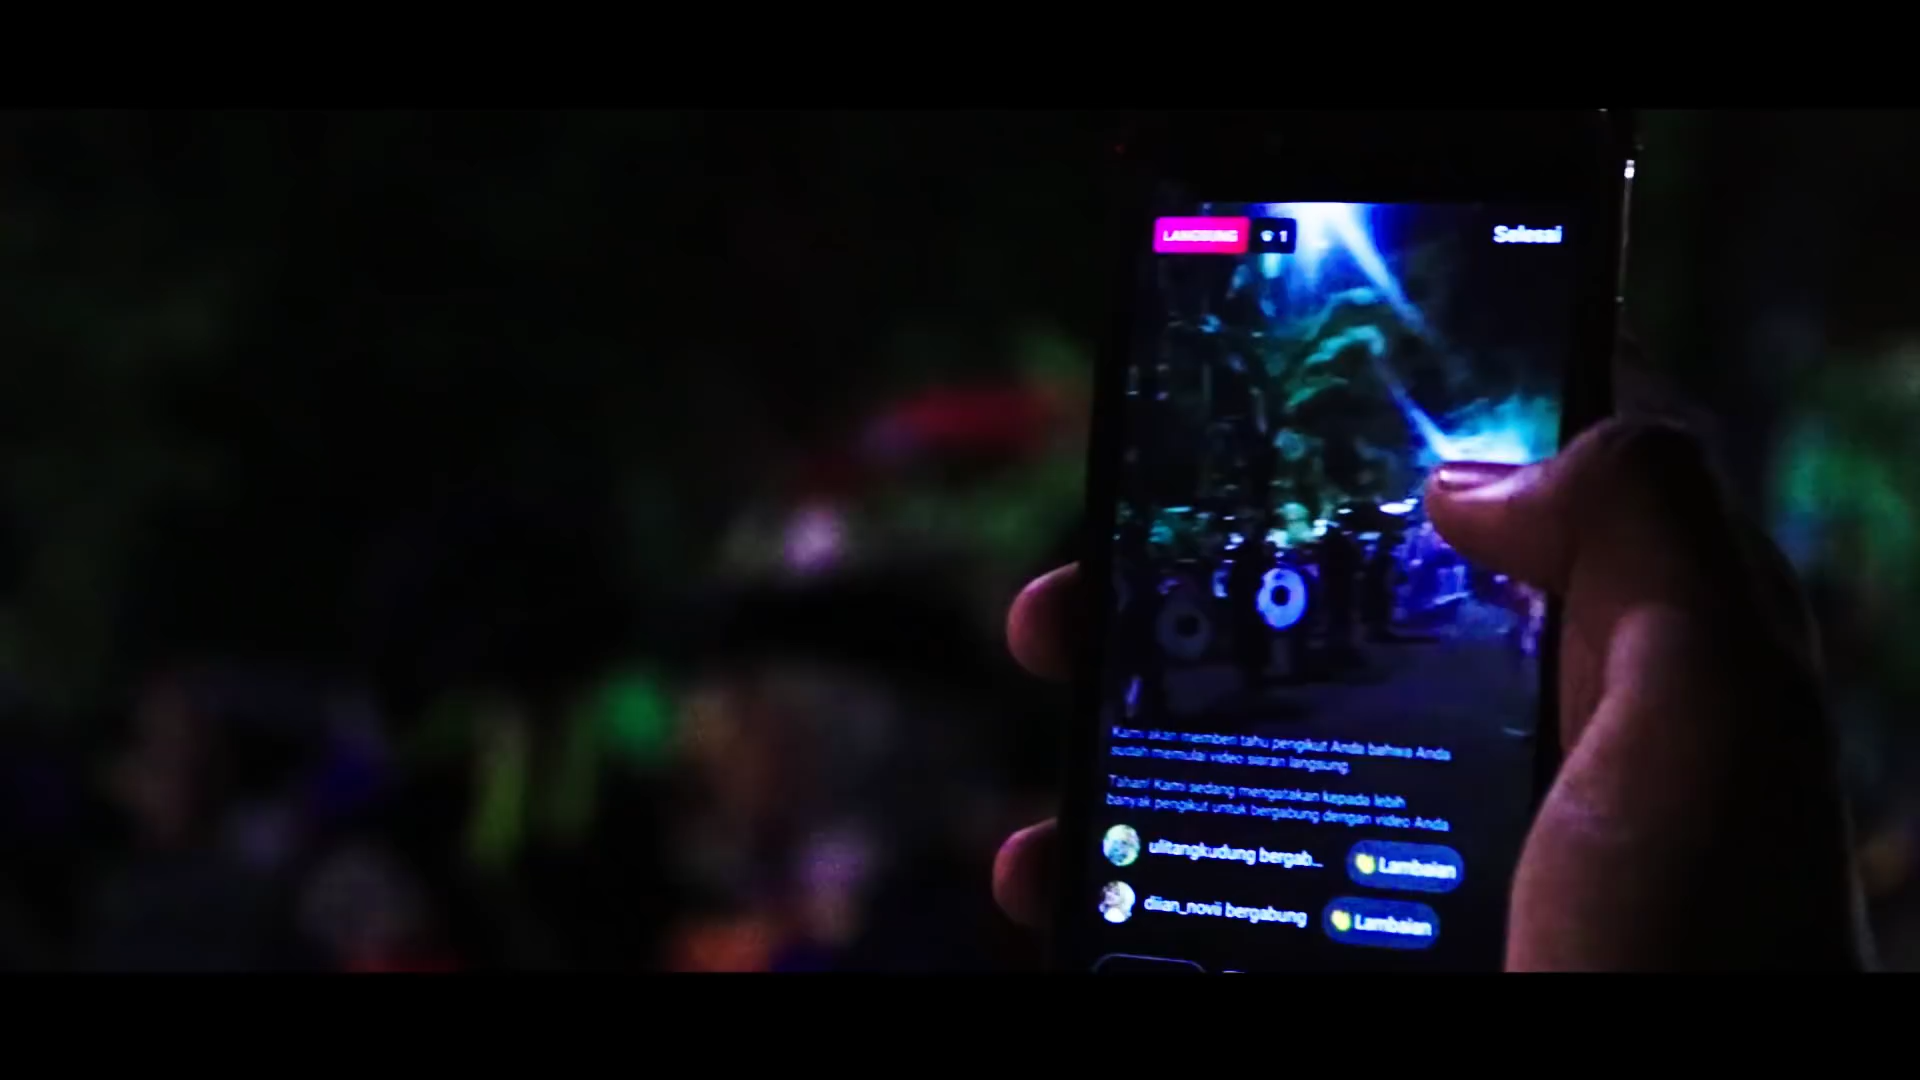 LANGSUNG 1
Selesai
Kami akan memberi tahu pengikut Anda bahwa Anda
sudah memulai video siaran langsung.
Tahan! Kami sedang mengatakan kepada lebih
banyak pengikut untuk bergabung dengan video Anda
ulitangkudung bergab...
Lambaian
diian_novii bergabung
Lambaian